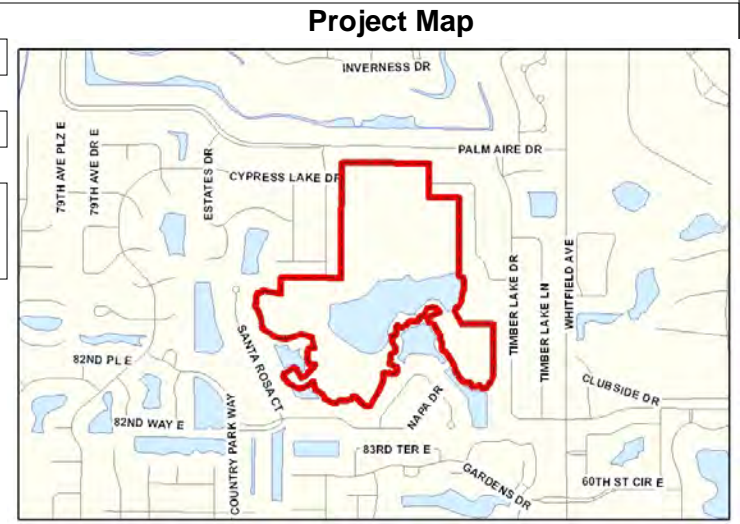 Project Map
INVERNESS DR
PALM AIRE DR
79TH AVE PLZ E
79TH AVE DR E
ESTATES DR
CYPRESS LAKE DR
TIMBER LAKE DR
TIMBER LAKE LN
WHITFIELD AVE
SANTA ROSA CT
82ND PL E
CLUBSIDE DR
NAPA DR
82ND WAY E
COUNTRY PARK WAY
83RD TER E
GARDENS DR
60TH ST CIR E